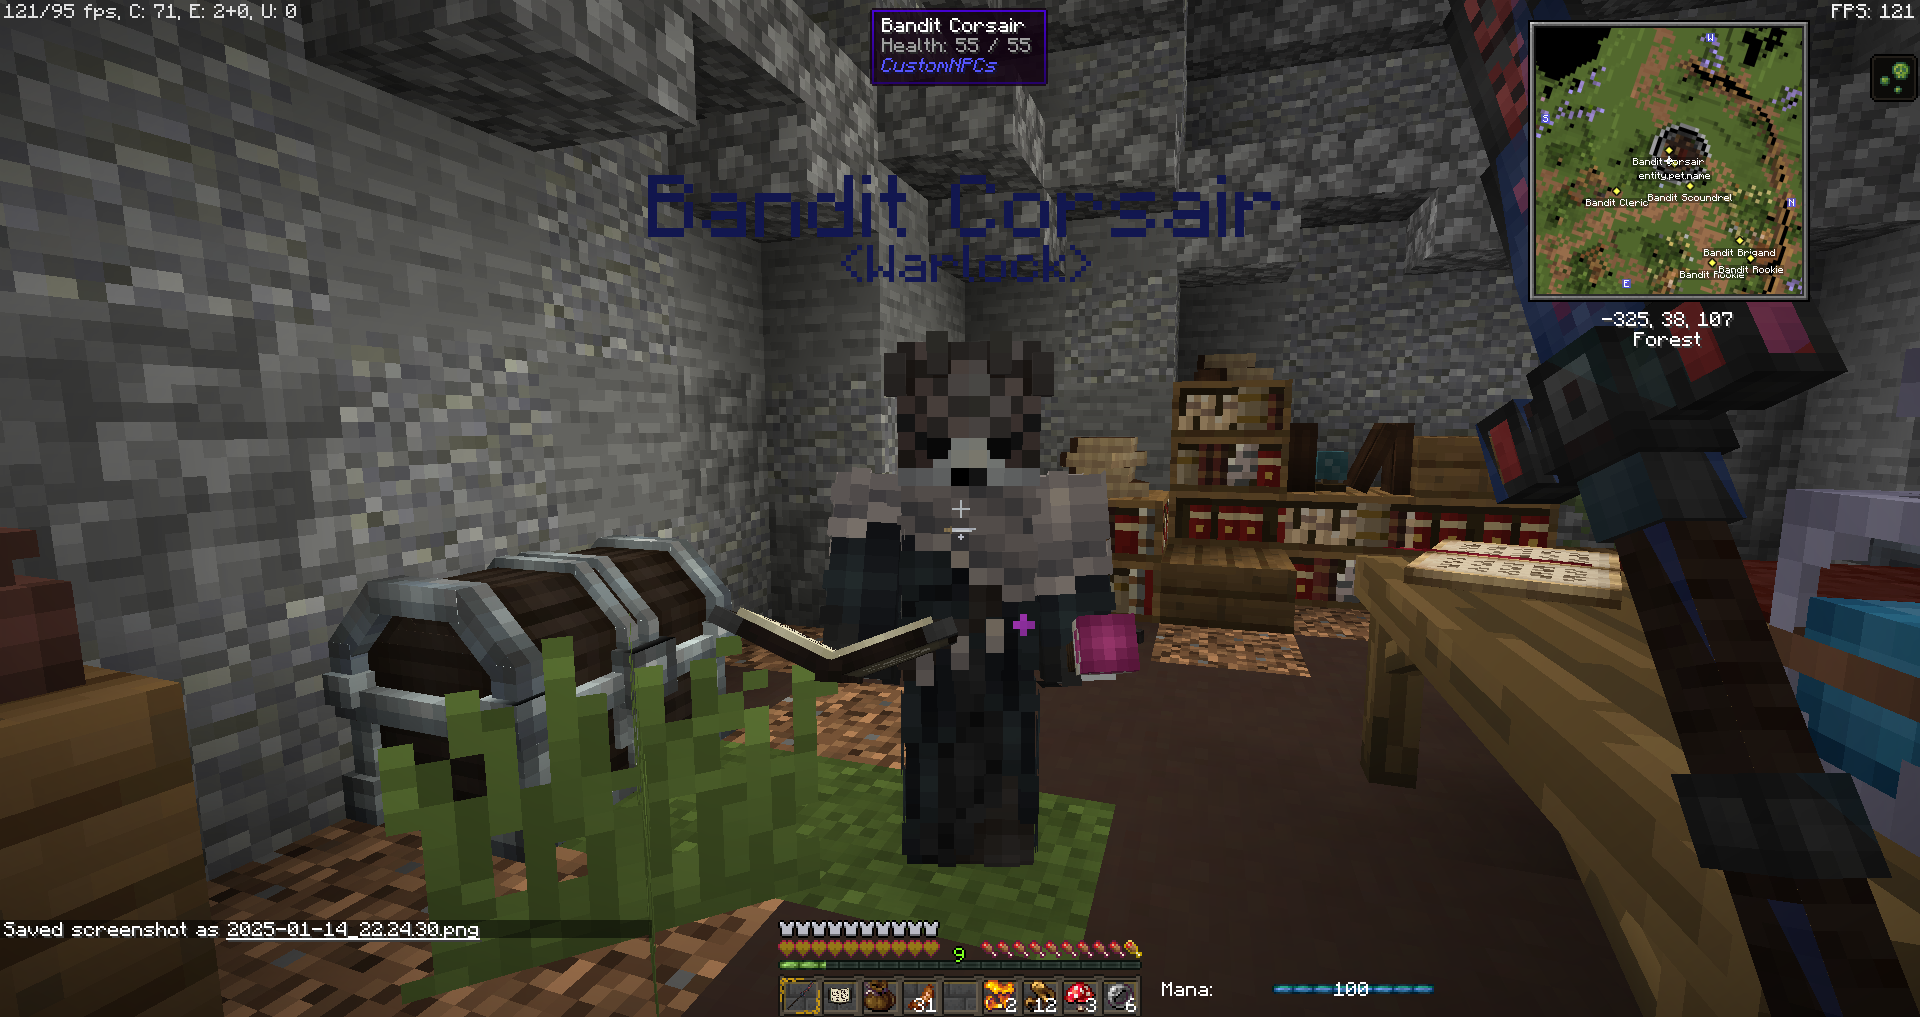 121/95 fps, C: 71, E: 2+0, U: 0
Bandit Corsair
Health: 55 / 55
CustomNPCs
FPS: 121
W
S
Bandit Corsair
entity.pet.name
Bandit Cleric
Bandit Scoundrel
N
Bandit Brigand
Bandit Rookie
Bandit Rookie
E
-325, 38, 107
Forest
Bandit Corsair
<Warlock>
Saved screenshot as 2025-01-14_22.24.30.png
9
31
2
12
3
6
Mana:
100